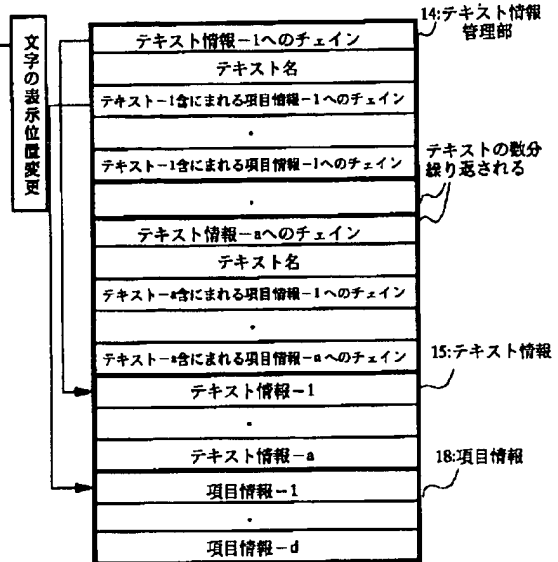 文字の表示位置変更
テキスト情報-1へのチェイン
テキスト名
テキスト-1含にまれる項目情報-1へのチェイン
・
テキスト-1含にまれる項目情報-1へのチェイン
・
テキスト情報-aへのチェイン
テキスト名
テキスト-a含にまれる項目情報-1へのチェイン
・
テキスト-a含にまれる項目情報-aへのチェイン
テキスト情報-1
・
テキスト情報-a
項目情報-1
・
項目情報-d
14:テキスト情報
管理部
テキストの数分
繰り返される
15:テキスト情報
18:項目情報